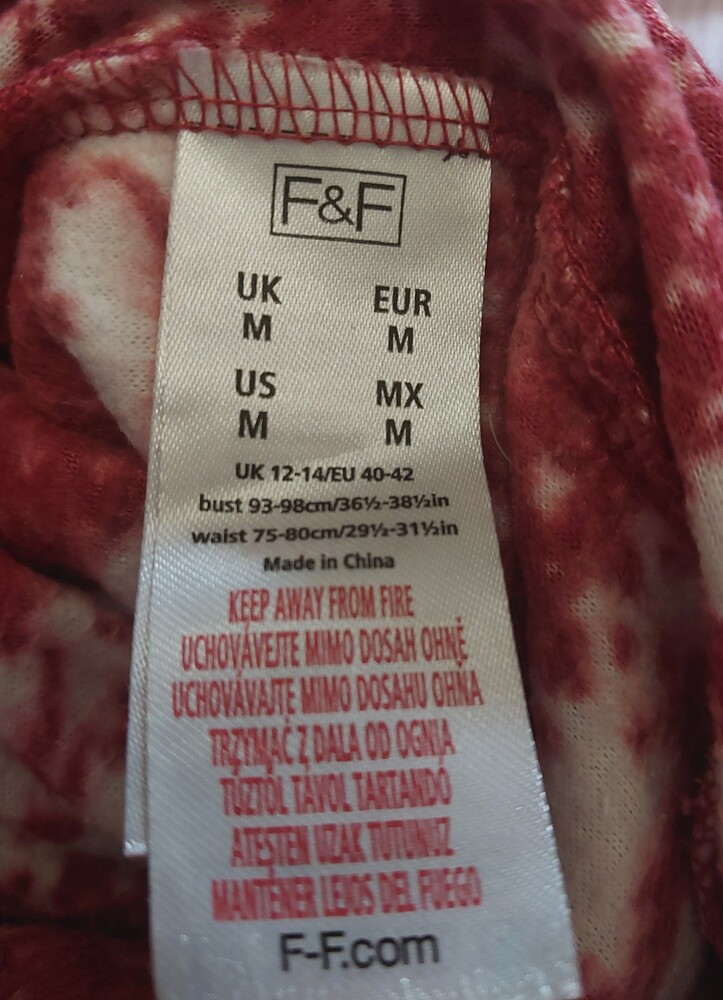 F&F
UK EUR
M M
US MX
M M
UK 12-14/EU 40-42
bust 93-98cm/36½-38½in
waist 75-80cm/29½-31½in
Made in China
KEEP AWAY FROM FIRE
UCHOVÁVEJTE MIMO DOSAH OHNĚ
UCHOVÁVAJTE MIMO DOSAHU OHŇA
TRZYMAĆ Z DALA OD OGNIA
TŰZTŐL TÁVOL TARTANDÓ
ATEŞTEN UZAK TUTUNUZ
MANTENER LEJOS DEL FUEGO
F-F.com